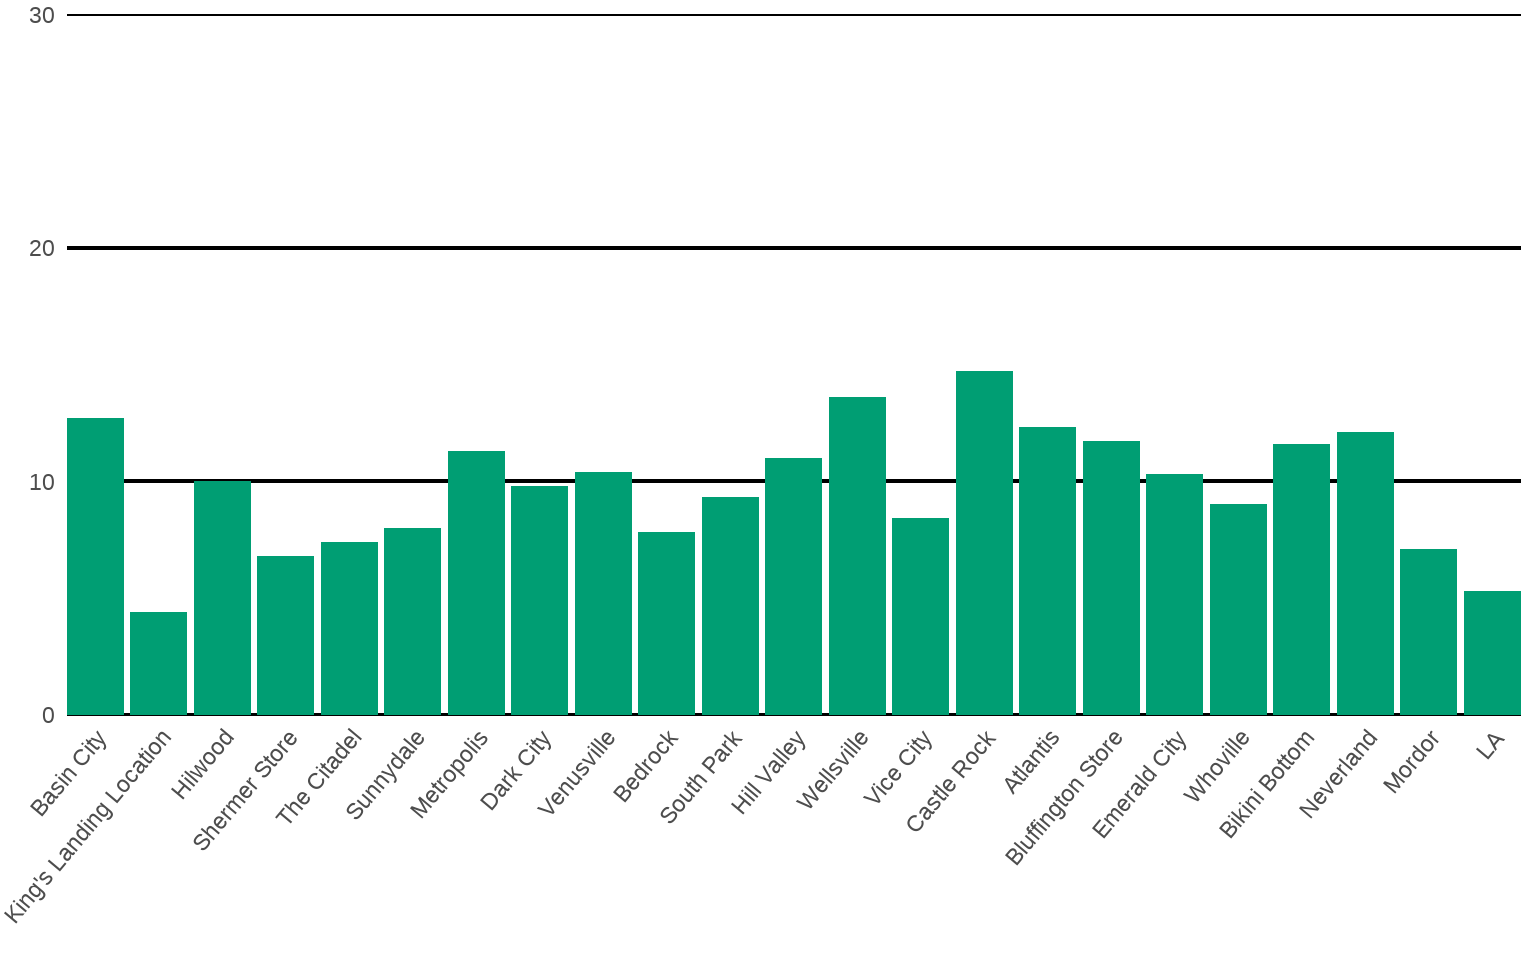 30
20
10
0
Basin City
King's Landing Location
Hilwood
Shermer Store
The Citadel
Sunnydale
Metropolis
Dark City
Venusville
Bedrock
South Park
Hill Valley
Wellsville
Vice City
Castle Rock
Atlantis
Bluffington Store
Emerald City
Whoville
Bikini Bottom
Neverland
Mordor
LA